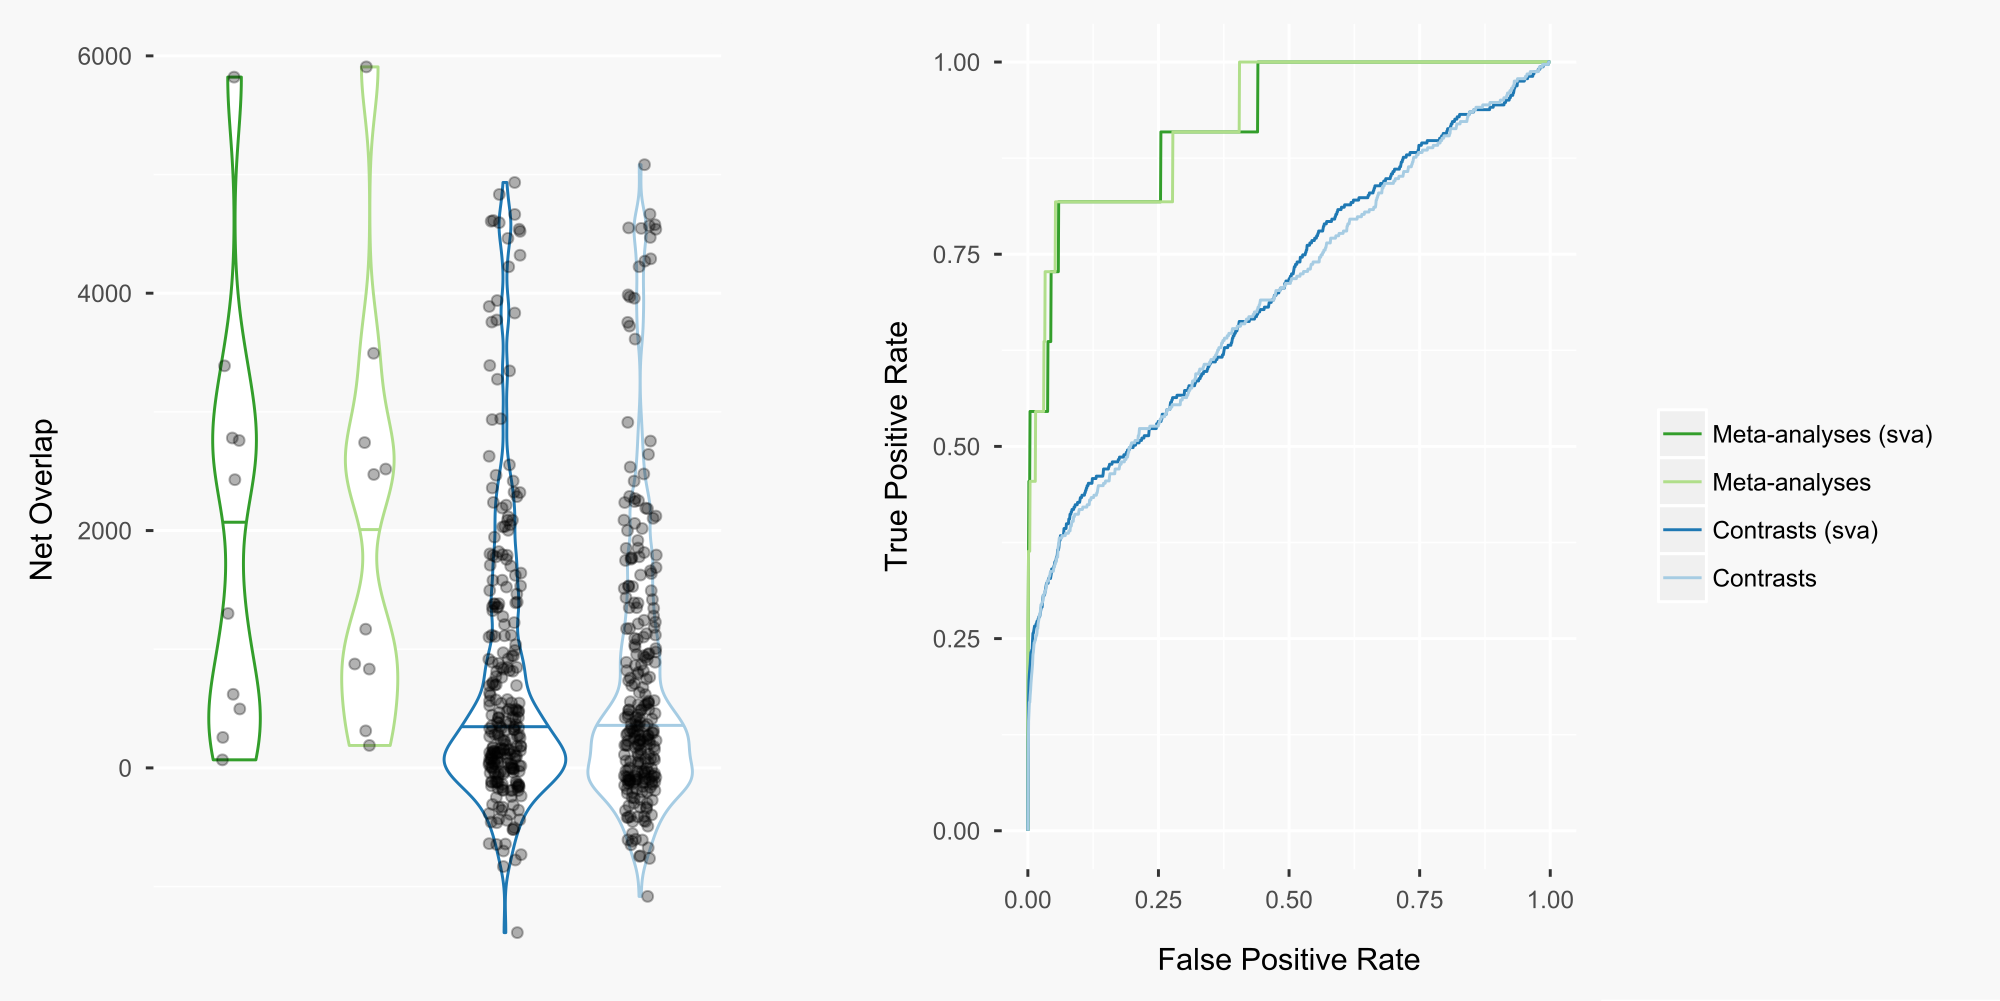 Net Overlap
6000
4000
2000
0
True Positive Rate
1.00
0.75
0.50
0.25
0.00
0.00 0.25 0.50 0.75 1.00
False Positive Rate
Meta-analyses (sva)
Meta-analyses
Contrasts (sva)
Contrasts